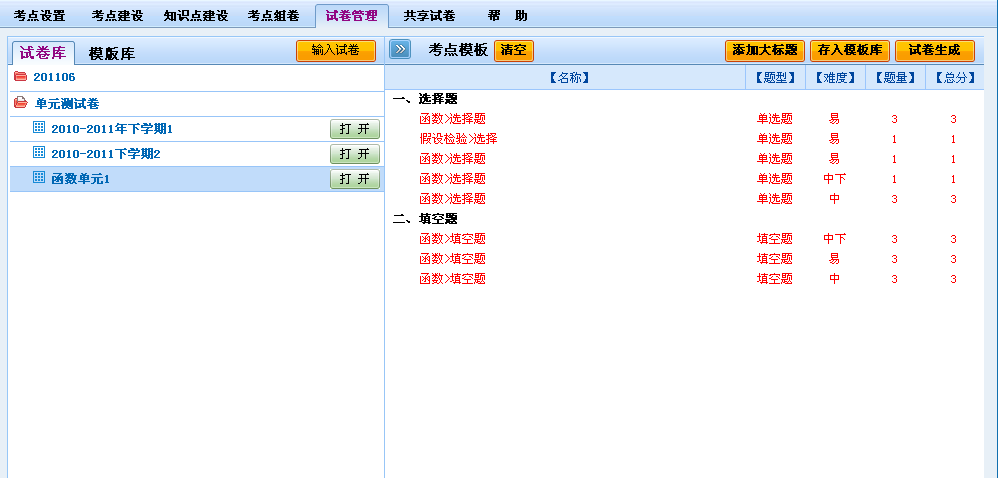 考点设置 考点建设 知识点建设 考点组卷 试卷管理 共享试卷 帮 助
试卷库 模版库 输入试卷
201106
单元测试卷
2010-2011年下学期1 打 开
2010-2011下学期2 打 开
函数单元1 打 开
考点模板 清空 添加大标题 存入模板库 试卷生成
【名称】 【题型】 【难度】 【题量】 【总分】
一、选择题
函数>选择题 单选题 易 3 3
假设检验>选择 单选题 易 1 1
函数>选择题 单选题 易 1 1
函数>选择题 单选题 中下 1 1
函数>选择题 单选题 中 3 3
二、填空题
函数>填空题 填空题 中下 3 3
函数>填空题 填空题 易 3 3
函数>填空题 填空题 中 3 3